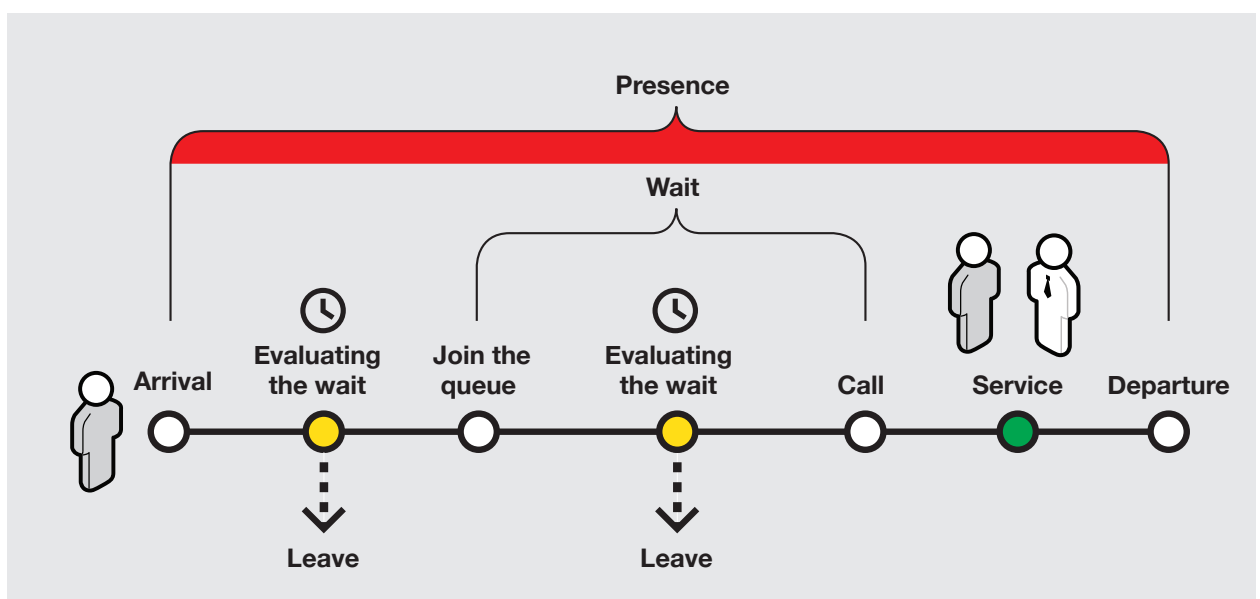 Presence
Wait
Evaluating
the wait
Join the
queue
Evaluating
the wait
Arrival
Call
Service
Departure
Leave
Leave